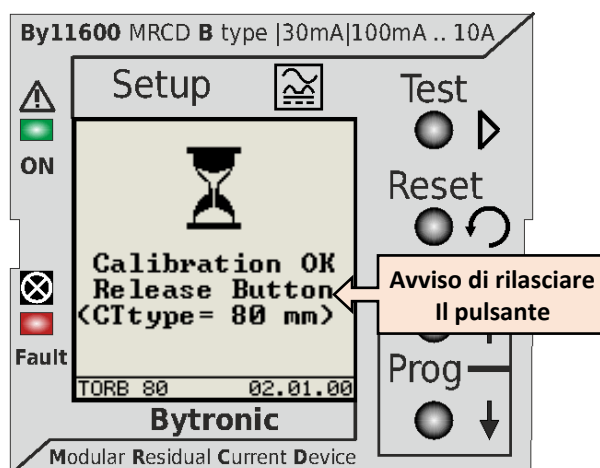 By11600 MRCD B type |30mA|100mA .. 10A
Setup
Test
ON
Reset
Calibration OK
Release Button
(CTtype= 80 mm)
Avviso di rilasciare
Il pulsante
Fault
Prog
TORB 80 02.01.00
Bytronic
Modular Residual Current Device